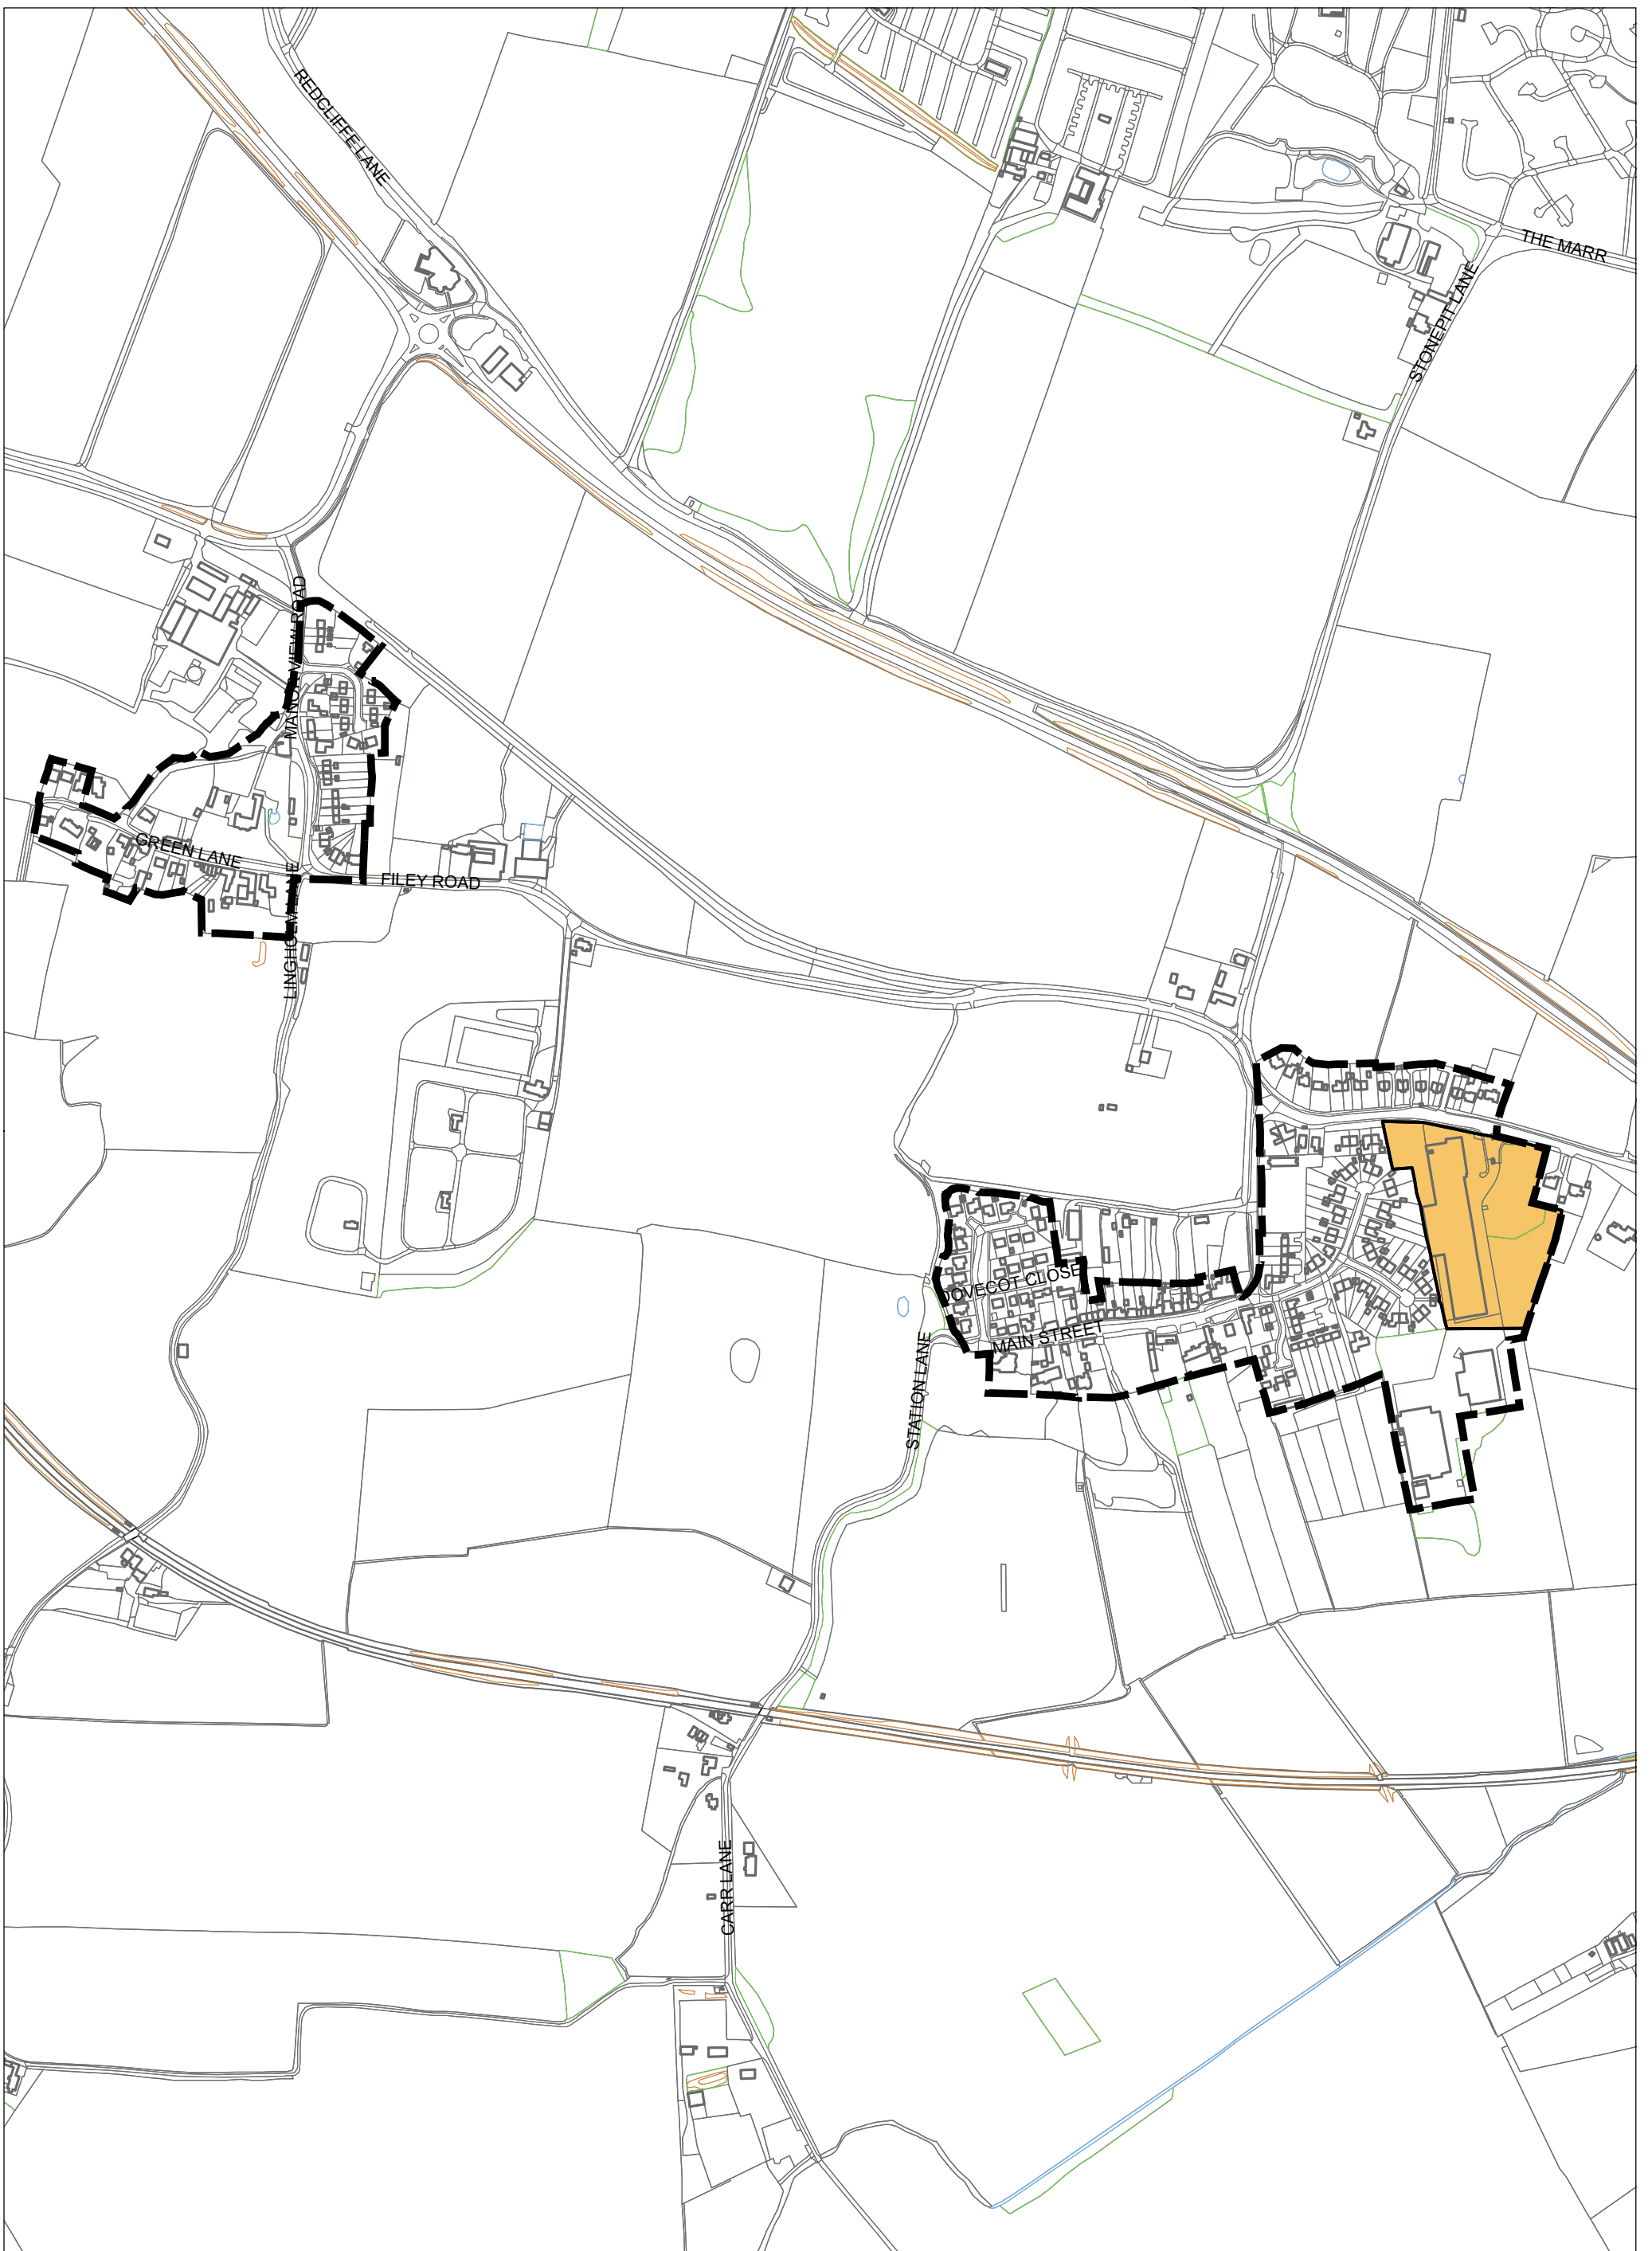 REDCLIFFE LANE
THE MARR
STONEPIT LANE
MANOR VIEW ROAD
GREEN LANE
FILEY ROAD
LINGHOLM LANE
DOVECOT CLOSE
MAIN STREET
STATION LANE
CARR LANE